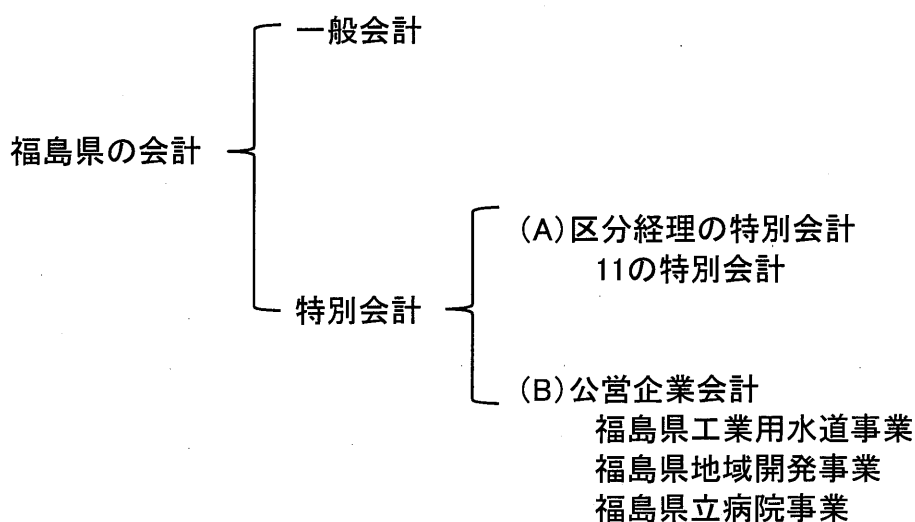 一般会計
福島県の会計
特別会計
(A)区分経理の特別会計
11の特別会計
(B)公営企業会計
福島県工業用水道事業
福島県地域開発事業
福島県立病院事業